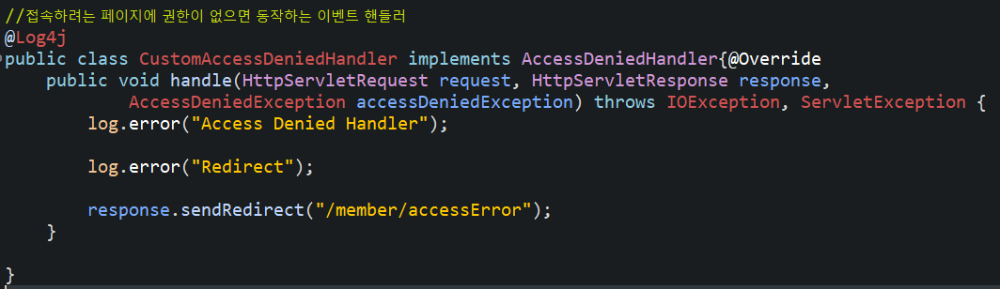 //접속하려는 페이지에 권한이 없으면 동작하는 이벤트 핸들러
@Log4j
public class CustomAccessDeniedHandler implements AccessDeniedHandler{@Override
    public void handle(HttpServletRequest request, HttpServletResponse response,
            AccessDeniedException accessDeniedException) throws IOException, ServletException {
        log.error("Access Denied Handler");
        log.error("Redirect");
        response.sendRedirect("/member/accessError");
    }
}